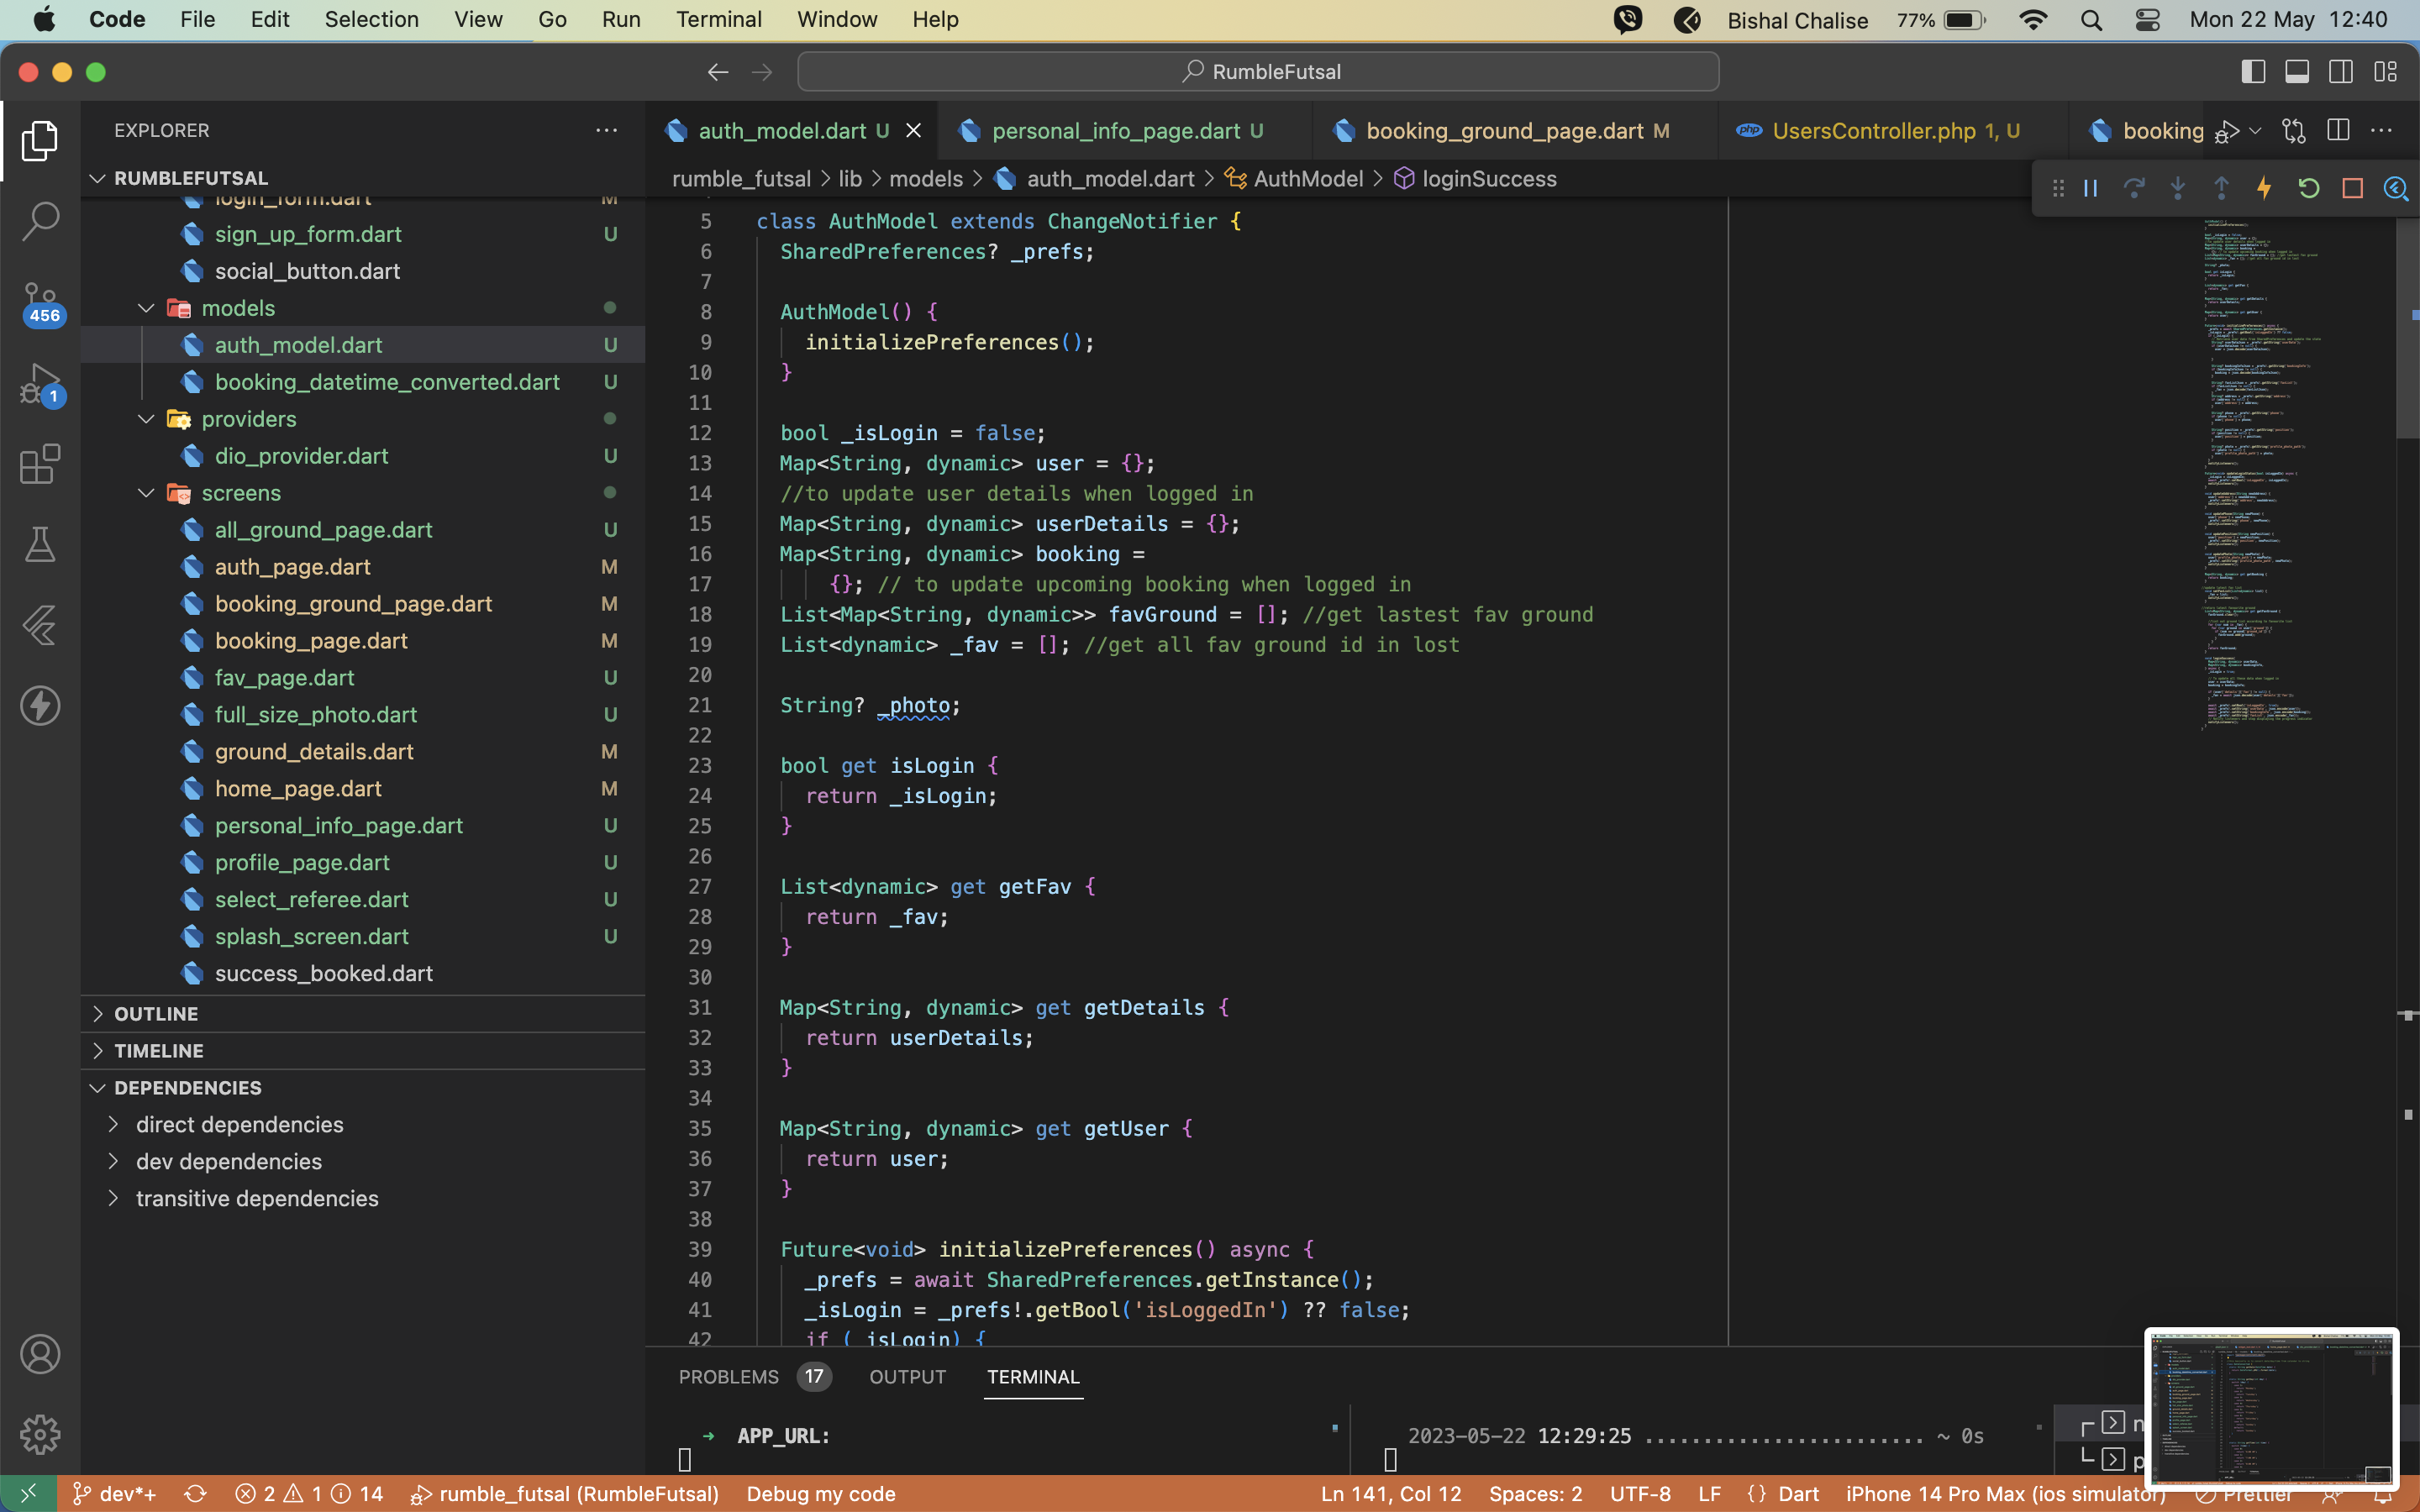 Code File Edit Selection View Go Run Terminal Window Help Bishal Chalise 77% Mon 22 May 12:40
RumbleFutsal
EXPLORER
RUMBLEFUTSAL
login_form.dart M
sign_up_form.dart U
social_button.dart
models
auth_model.dart U
booking_datetime_converted.dart U
providers
dio_provider.dart U
screens
all_ground_page.dart U
auth_page.dart M
booking_ground_page.dart M
booking_page.dart M
fav_page.dart U
full_size_photo.dart U
ground_details.dart M
home_page.dart M
personal_info_page.dart U
profile_page.dart U
select_referee.dart U
splash_screen.dart U
success_booked.dart
OUTLINE
TIMELINE
DEPENDENCIES
direct dependencies
dev dependencies
transitive dependencies
456
1
auth_model.dart U personal_info_page.dart U booking_ground_page.dart M UsersController.php 1, U booking
rumble_futsal > lib > models > auth_model.dart > AuthModel > loginSuccess
5 class AuthModel extends ChangeNotifier {
6 SharedPreferences? _prefs;
7
8 AuthModel() {
9 initializePreferences();
10 }
11
12 bool _isLogin = false;
13 Map<String, dynamic> user = {};
14 //to update user details when logged in
15 Map<String, dynamic> userDetails = {};
16 Map<String, dynamic> booking =
17 {}; // to update upcoming booking when logged in
18 List<Map<String, dynamic>> favGround = []; //get lastest fav ground
19 List<dynamic> _fav = []; //get all fav ground id in lost
20
21 String? _photo;
22
23 bool get isLogin {
24 return _isLogin;
25 }
26
27 List<dynamic> get getFav {
28 return _fav;
29 }
30
31 Map<String, dynamic> get getDetails {
32 return userDetails;
33 }
34
35 Map<String, dynamic> get getUser {
36 return user;
37 }
38
39 Future<void> initializePreferences() async {
40 _prefs = await SharedPreferences.getInstance();
41 _isLogin = _prefs!.getBool('isLoggedIn') ?? false;
42 if (_isLogin) {
PROBLEMS 17 OUTPUT TERMINAL
➜ APP_URL:
2023-05-22 12:29:25 ....................... ~ 0s
dev*+ 2 1 14 rumble_futsal (RumbleFutsal) Debug my code Ln 141, Col 12 Spaces: 2 UTF-8 LF {} Dart iPhone 14 Pro Max (ios simulator) Prettier